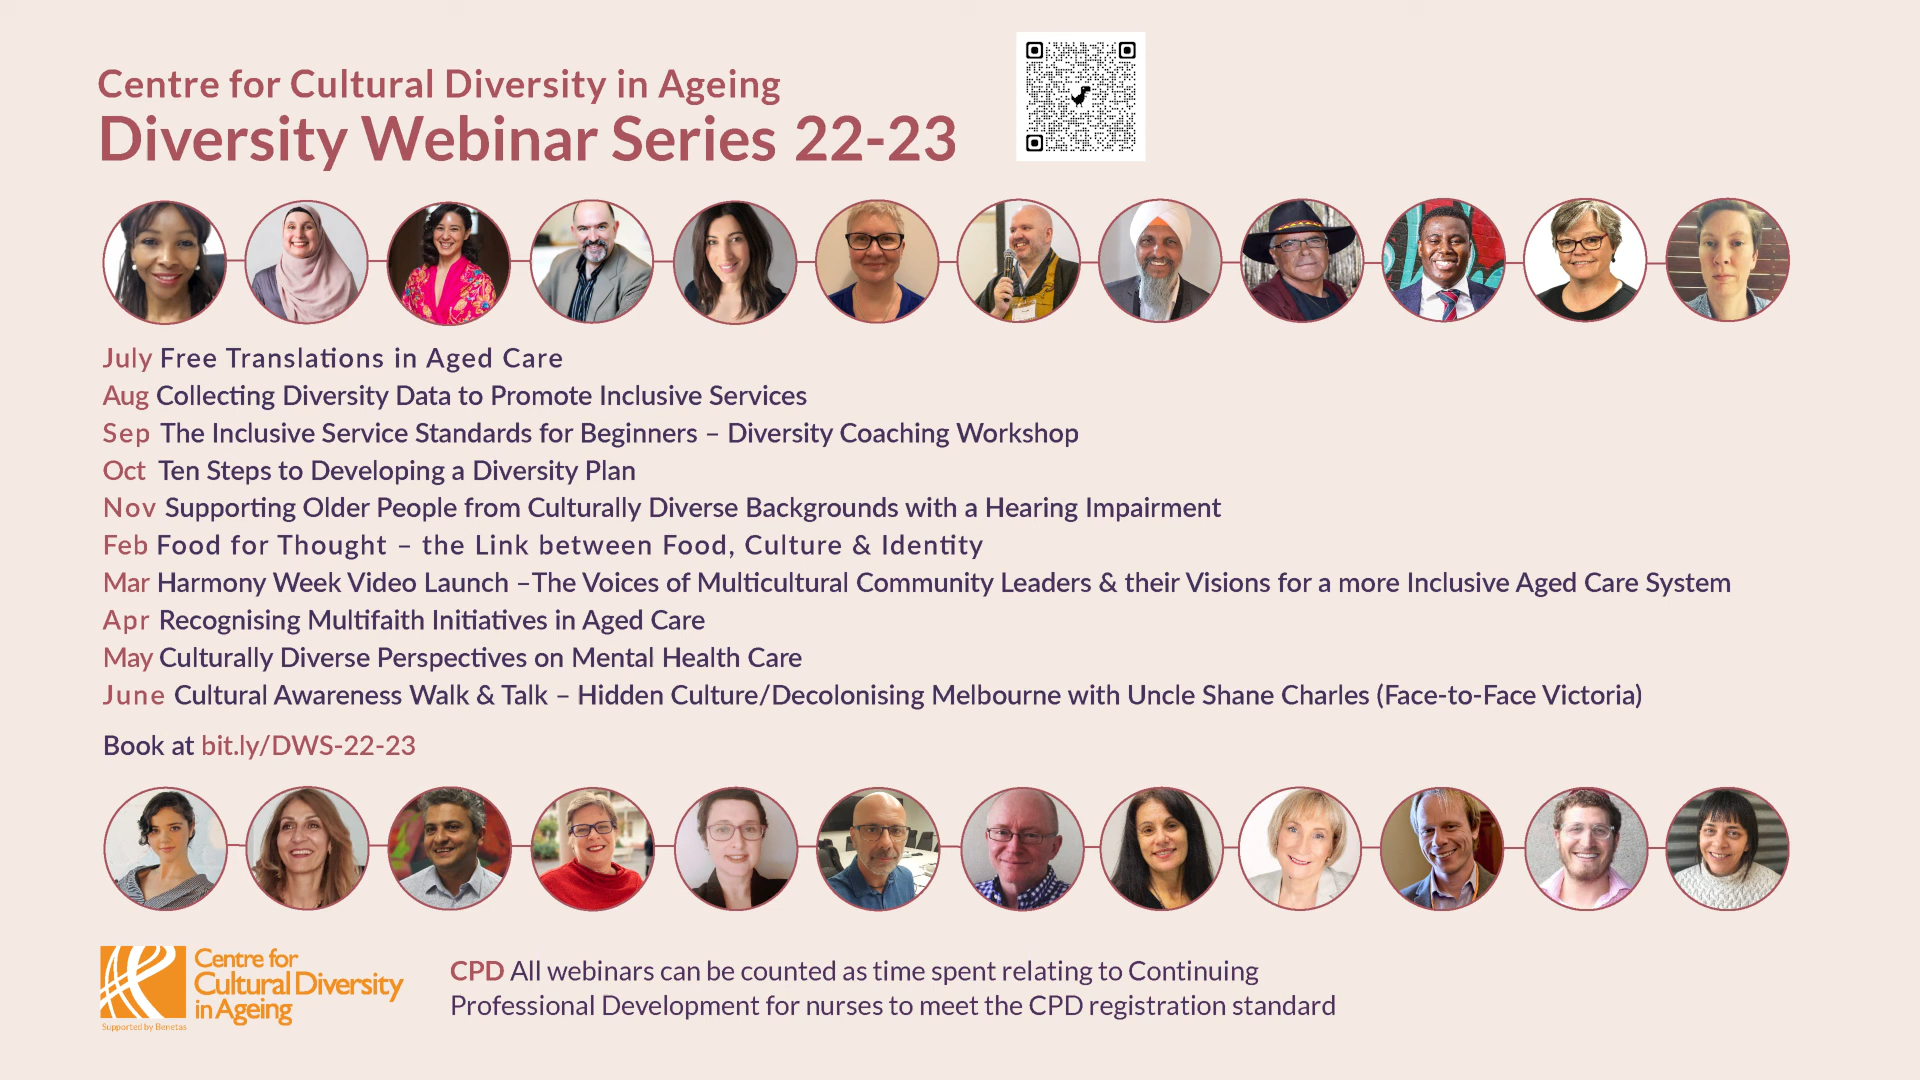 Centre for Cultural Diversity in Ageing
Diversity Webinar Series 22-23
July Free Translations in Aged Care
Aug Collecting Diversity Data to Promote Inclusive Services
Sep The Inclusive Service Standards for Beginners – Diversity Coaching Workshop
Oct Ten Steps to Developing a Diversity Plan
Nov Supporting Older People from Culturally Diverse Backgrounds with a Hearing Impairment
Feb Food for Thought – the Link between Food, Culture & Identity
Mar Harmony Week Video Launch –The Voices of Multicultural Community Leaders & their Visions for a more Inclusive Aged Care System
Apr Recognising Multifaith Initiatives in Aged Care
May Culturally Diverse Perspectives on Mental Health Care
June Cultural Awareness Walk & Talk – Hidden Culture/Decolonising Melbourne with Uncle Shane Charles (Face-to-Face Victoria)
Book at bit.ly/DWS-22-23
Centre for
Cultural Diversity
in Ageing
Supported by Benetas
CPD All webinars can be counted as time spent relating to Continuing
Professional Development for nurses to meet the CPD registration standard